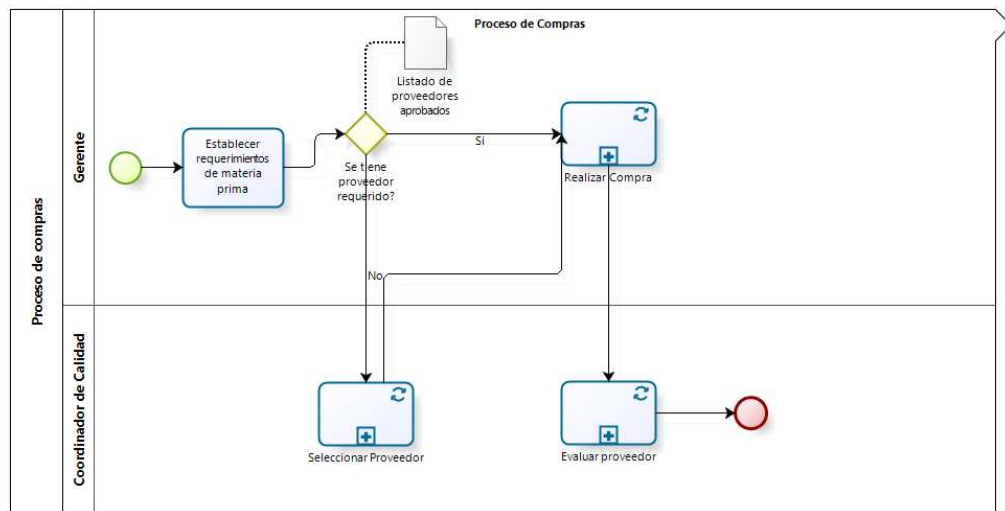 Proceso de Compras
Proceso de compras
Gerente
Listado de
proveedores
aprobados
Establecer
requerimientos
de materia
prima
Se tiene
proveedor
requerido?
Si
Realizar Compra
No
Coordinador de Calidad
Seleccionar Proveedor
Evaluar proveedor